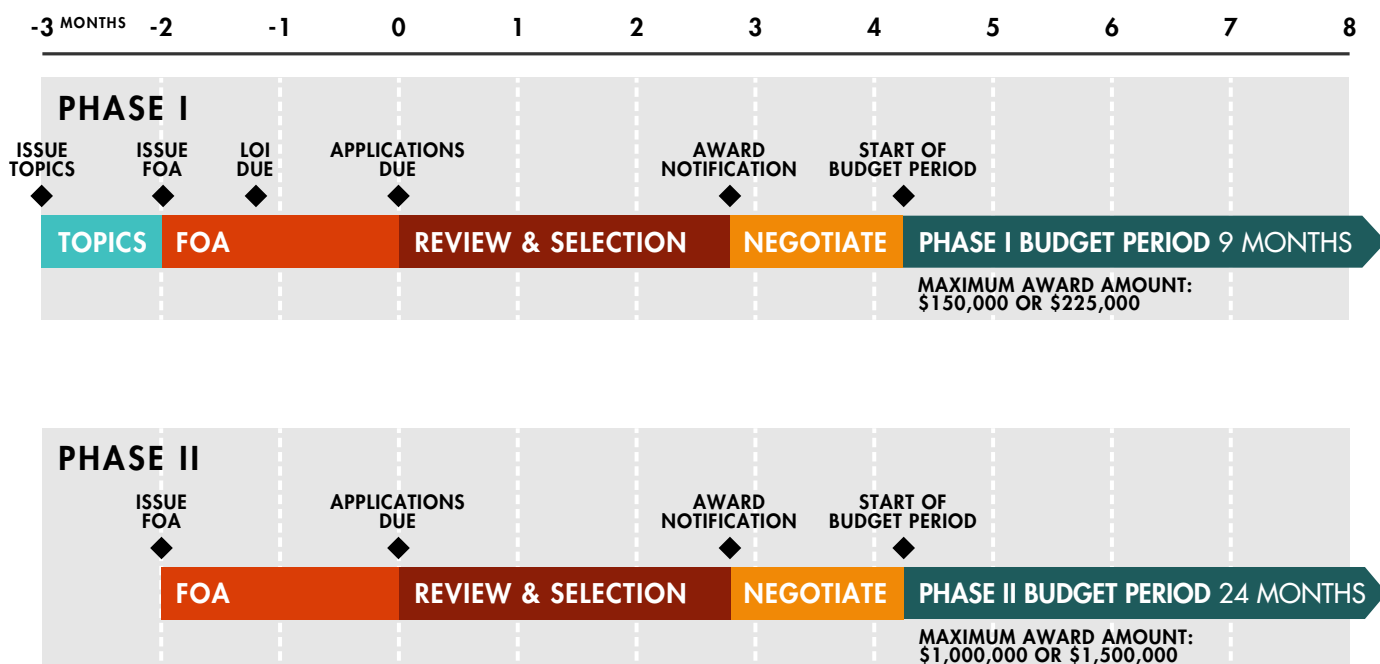 -3 MONTHS -2 -1 0 1 2 3 4 5 6 7 8
PHASE I
ISSUE
TOPICS
ISSUE
FOA
LOI
DUE
APPLICATIONS
DUE
AWARD
NOTIFICATION
START OF
BUDGET PERIOD
TOPICS FOA REVIEW & SELECTION NEGOTIATE PHASE I BUDGET PERIOD 9 MONTHS
MAXIMUM AWARD AMOUNT:
$150,000 OR $225,000
PHASE II
ISSUE
FOA
APPLICATIONS
DUE
AWARD
NOTIFICATION
START OF
BUDGET PERIOD
FOA REVIEW & SELECTION NEGOTIATE PHASE II BUDGET PERIOD 24 MONTHS
MAXIMUM AWARD AMOUNT:
$1,000,000 OR $1,500,000